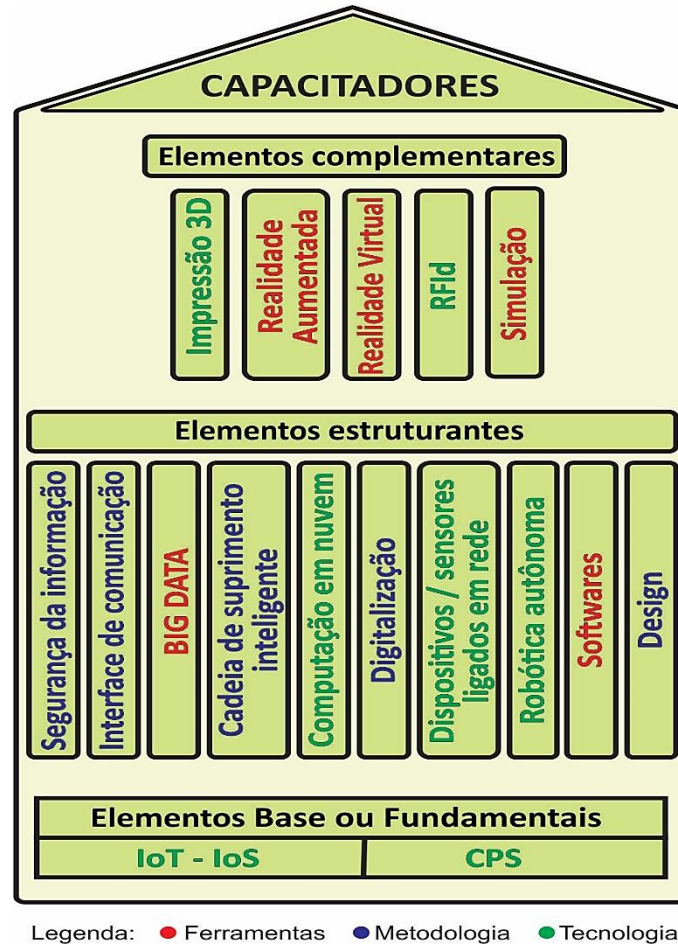 CAPACITADORES
Elementos complementares
Impressão 3D
Realidade
Aumentada
Realidade Virtual
RFId
Simulação
Elementos estruturantes
Segurança da informação
Interface de comunicação
BIG DATA
Cadeia de suprimento
inteligente
Computação em nuvem
Digitalização
Dispositivos / sensores
ligados em rede
Robótica autônoma
Softwares
Design
Elementos Base ou Fundamentais
IoT - IoS
CPS
Legenda: Ferramentas Metodologia Tecnologia